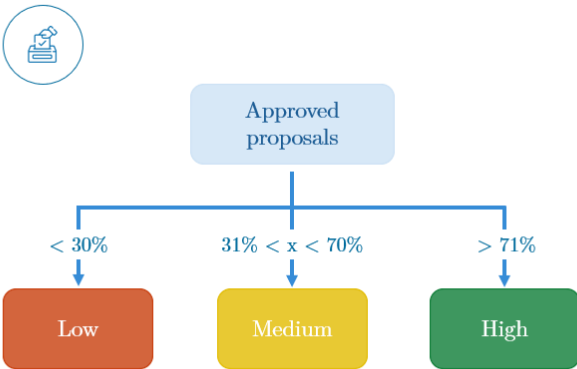 Approved
proposals
< 30%
31% < x < 70%
> 71%
Low
Medium
High